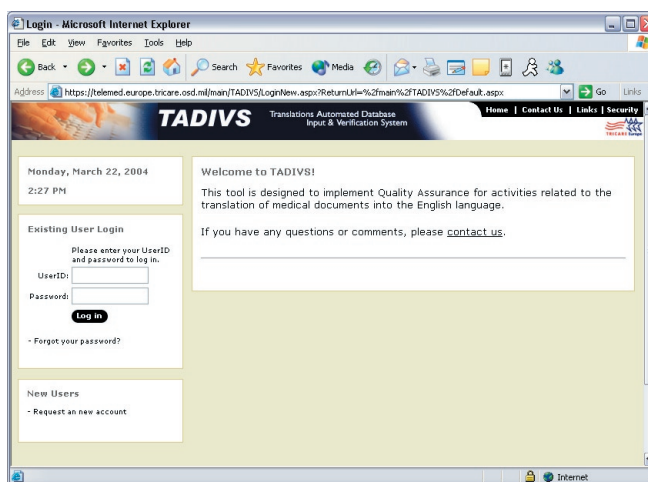 Login - Microsoft Internet Explorer
File Edit View Favorites Tools Help
Back Search Favorites Media
Address https://telemed.europe.tricare.osd.mil/main/TADIVS/LoginNew.aspx?ReturnUrl=%2fmain%2fTADIVS%2fDefault.aspx Go Links
Home | Contact Us | Links | Security
TADIVS Translations Automated Database
Input & Verification System
TRICARE Europe
Monday, March 22, 2004
2:27 PM
Welcome to TADIVS!
This tool is designed to implement Quality Assurance for activities related to the
translation of medical documents into the English language.
If you have any questions or comments, please contact us.
Existing User Login
Please enter your UserID
and password to log in.
UserID:
Password:
Log in
- Forgot your password?
New Users
- Request an new account
Internet